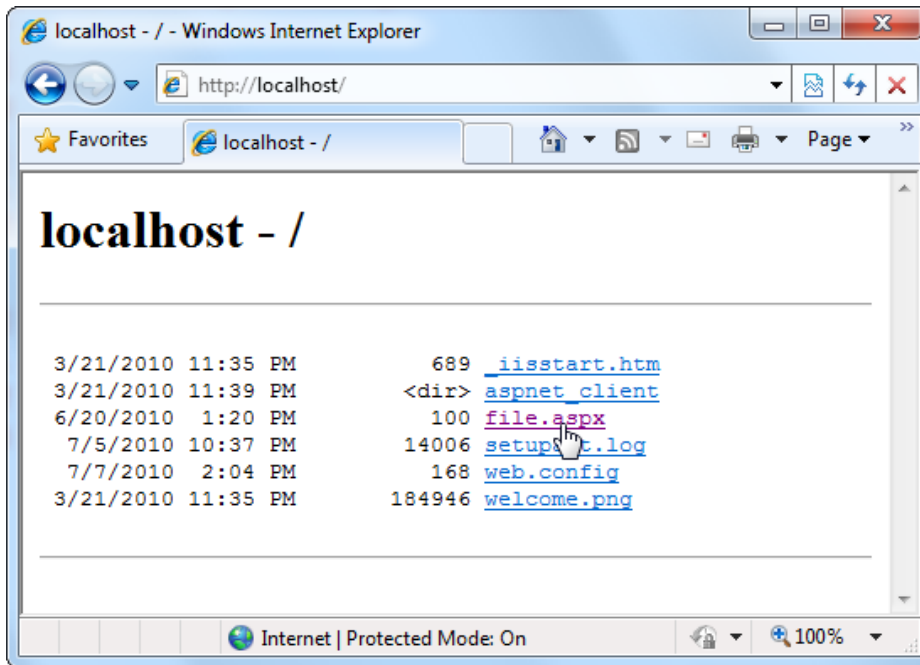 localhost - / - Windows Internet Explorer
http://localhost/
Favorites localhost - / Page
localhost - /
3/21/2010 11:35 PM 689 _iisstart.htm
3/21/2010 11:39 PM <dir> aspnet_client
6/20/2010 1:20 PM 100 file.aspx
7/5/2010 10:37 PM 14006
7/7/2010 2:04 PM 168 web.config
3/21/2010 11:35 PM 184946 welcome.png
Internet | Protected Mode: On 100%